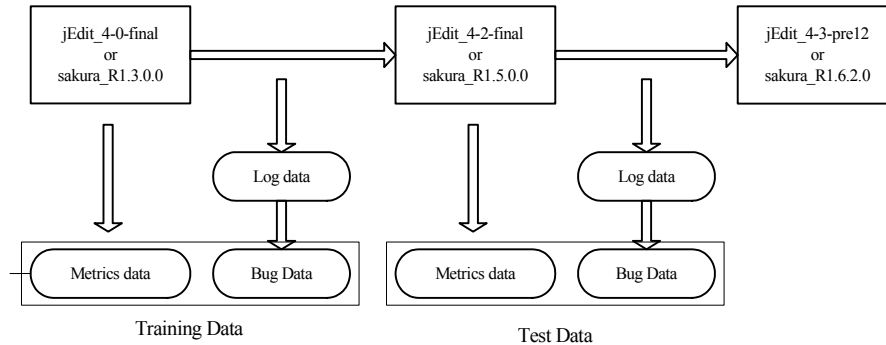 jEdit_4-0-final
or
sakura_R1.3.0.0
jEdit_4-2-final
or
sakura_R1.5.0.0
jEdit_4-3-pre12
or
sakura_R1.6.2.0
Log data
Log data
Metrics data
Bug Data
Metrics data
Bug Data
Training Data
Test Data